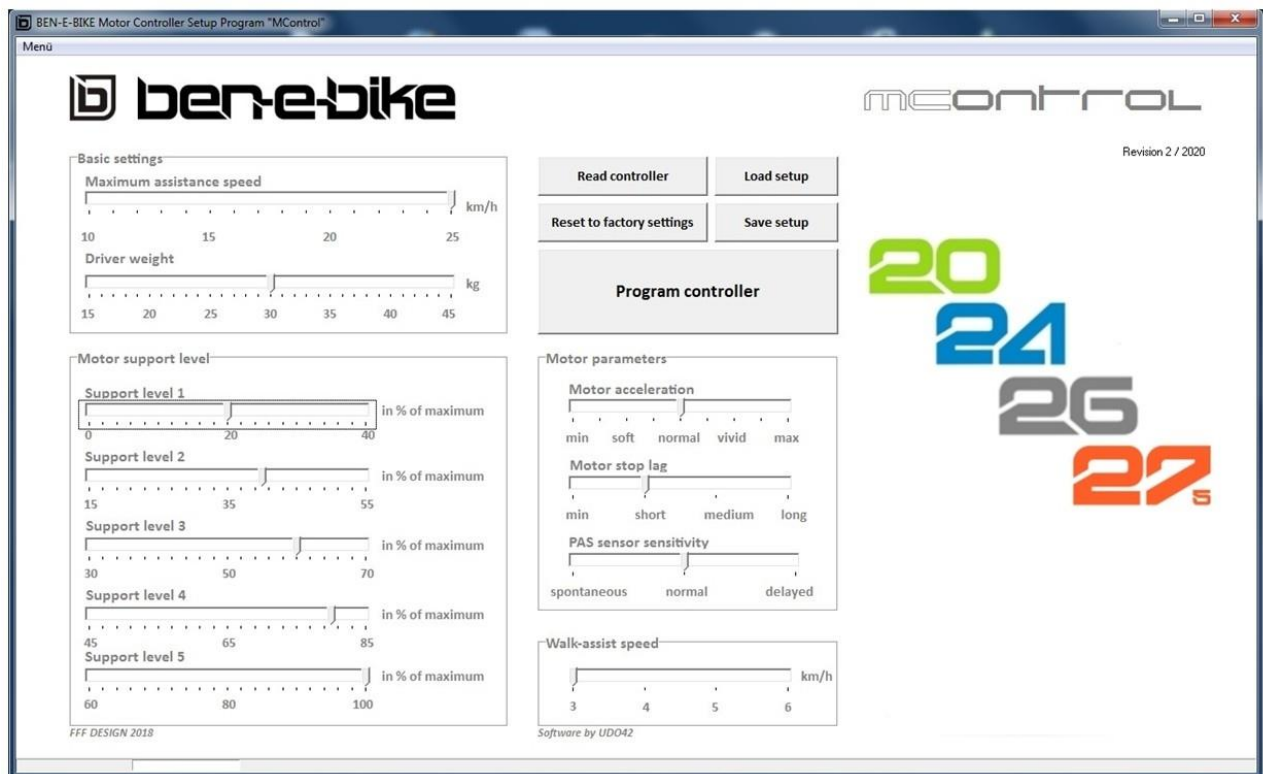 BEN-E-BIKE Motor Controller Setup Program "MControl"
Menü
ben-e-bike
mcontrol
Revision 2 / 2020
Basic settings
Maximum assistance speed
km/h
10 15 20 25
Driver weight
kg
15 20 25 30 35 40 45
Read controller
Load setup
Reset to factory settings
Save setup
Program controller
20
24
26
27 5
Motor support level
Support level 1
in % of maximum
0 20 40
Support level 2
in % of maximum
15 35 55
Support level 3
in % of maximum
30 50 70
Support level 4
in % of maximum
45 65 85
Support level 5
in % of maximum
60 80 100
Motor parameters
Motor acceleration
min soft normal vivid max
Motor stop lag
min short medium long
PAS sensor sensitivity
spontaneous normal delayed
Walk-assist speed
km/h
3 4 5 6
FFF DESIGN 2018
Software by UDO42